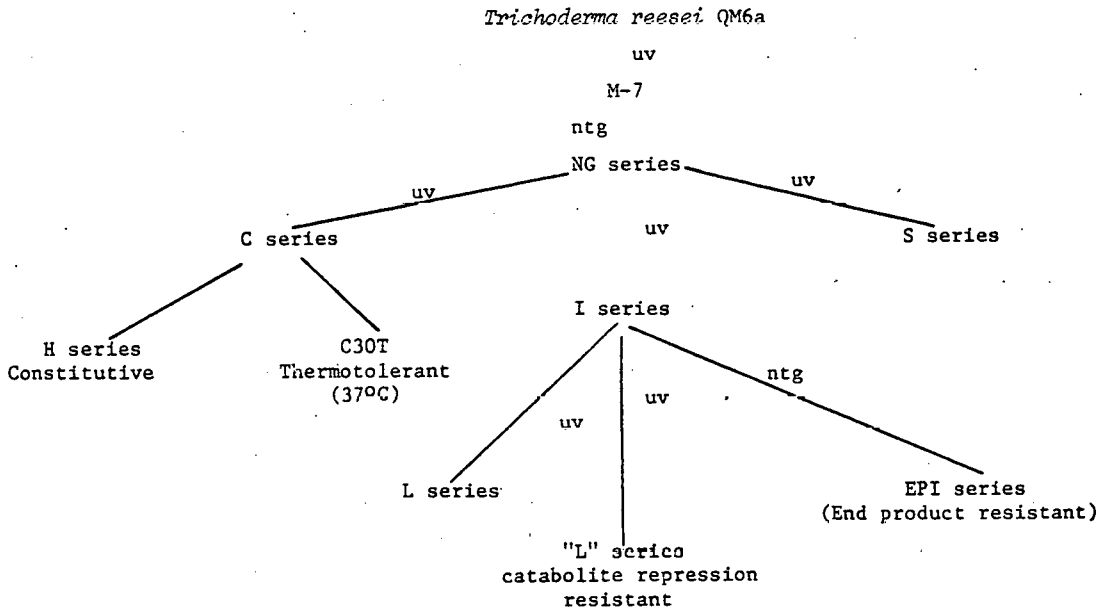 Trichoderma reesei QM6a
uv
M-7
ntg
NG series
uv
uv
C series
uv
S series
I series
H series
Constitutive
C30T
Thermotolerant
(37ºC)
ntg
uv
uv
L series
EPI series
(End product resistant)
"L" serico
catabolite repression
resistant